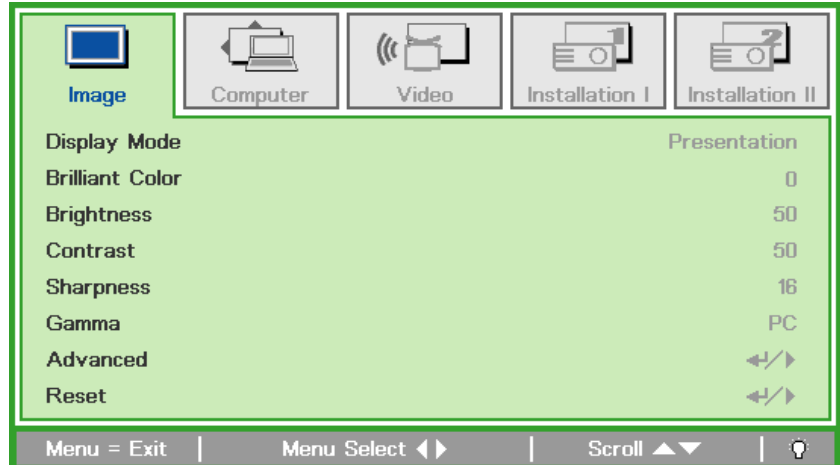 Image Computer Video Installation I Installation II
Display Mode Presentation
Brilliant Color 0
Brightness 50
Contrast 50
Sharpness 16
Gamma PC
Advanced
Reset
Menu = Exit | Menu Select | Scroll |